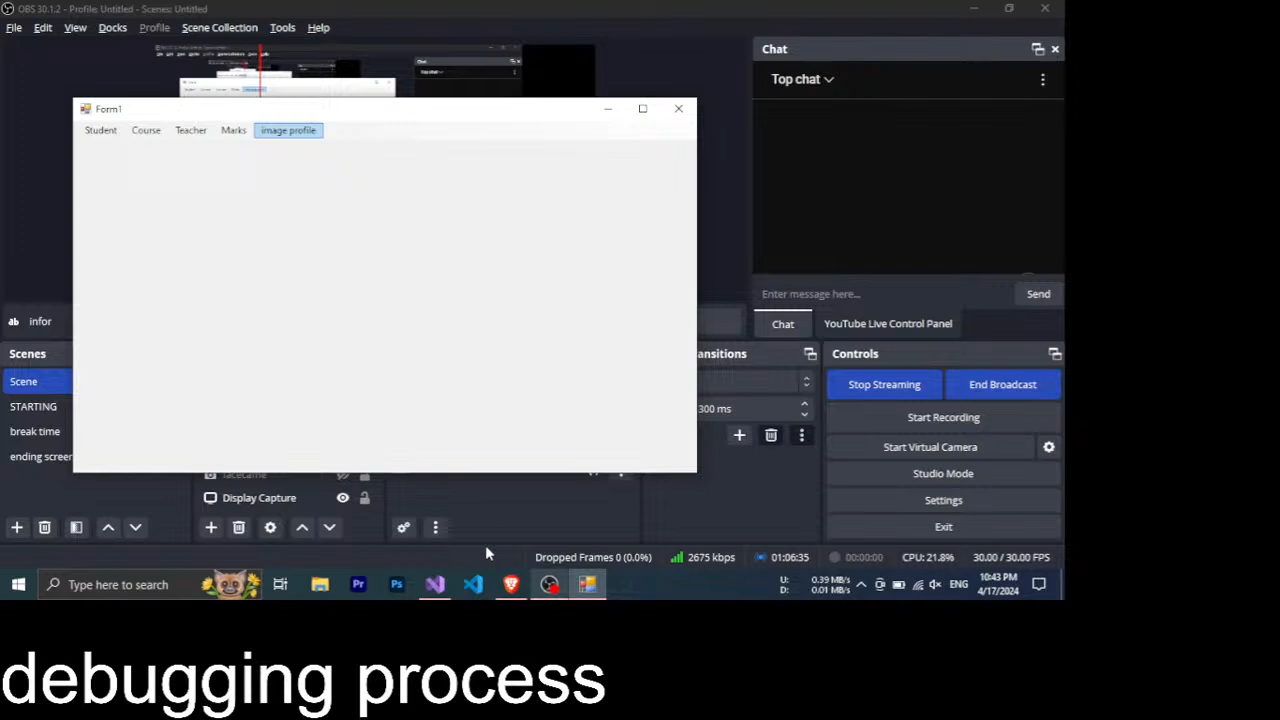 OBS 30.1.2 - Profile: Untitled - Scenes: Untitled
File Edit View Docks Profile Scene Collection Tools Help
Chat
Top chat
Form1
Student Course Teacher Marks image profile
Enter message here...
Send
ab infor
Chat YouTube Live Control Panel
Scenes
ansitions
Controls
Scene
Stop Streaming End Broadcast
STARTING
300 ms
Start Recording
break time
Start Virtual Camera
ending screen
Studio Mode
Display Capture
Settings
Exit
Dropped Frames 0 (0.0%) 2675 kbps 01:06:35 00:00:00 CPU: 21.8% 30.00 / 30.00 FPS
Type here to search
Pr
Ps
U: 0.39 MB/s
D: 0.01 MB/s
ENG
10:43 PM
4/17/2024
debugging process